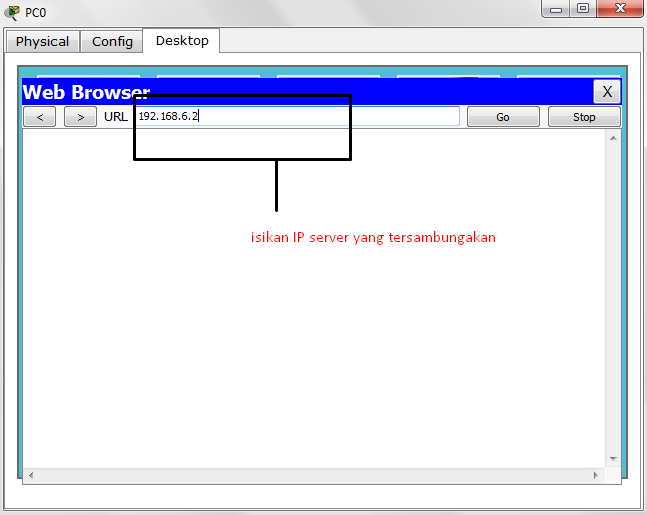 PC0
Physical Config Desktop
Web Browser X
< > URL 192.168.6.2 Go Stop
isikan IP server yang tersambungakan